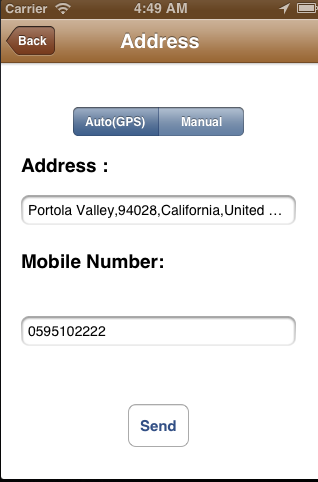 Carrier 4:49 AM
Back Address
Auto(GPS) Manual
Address :
Portola Valley,94028,California,United ...
Mobile Number:
0595102222
Send